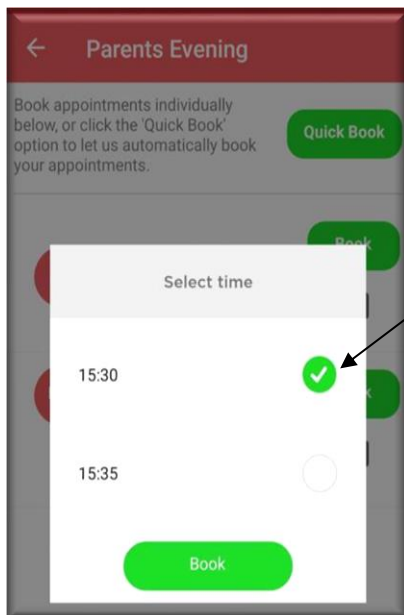 Parents Evening
Book appointments individually
below, or click the 'Quick Book'
option to let us automatically book
your appointments.
Quick Book
Book
Select time
15:30
15:35
Book